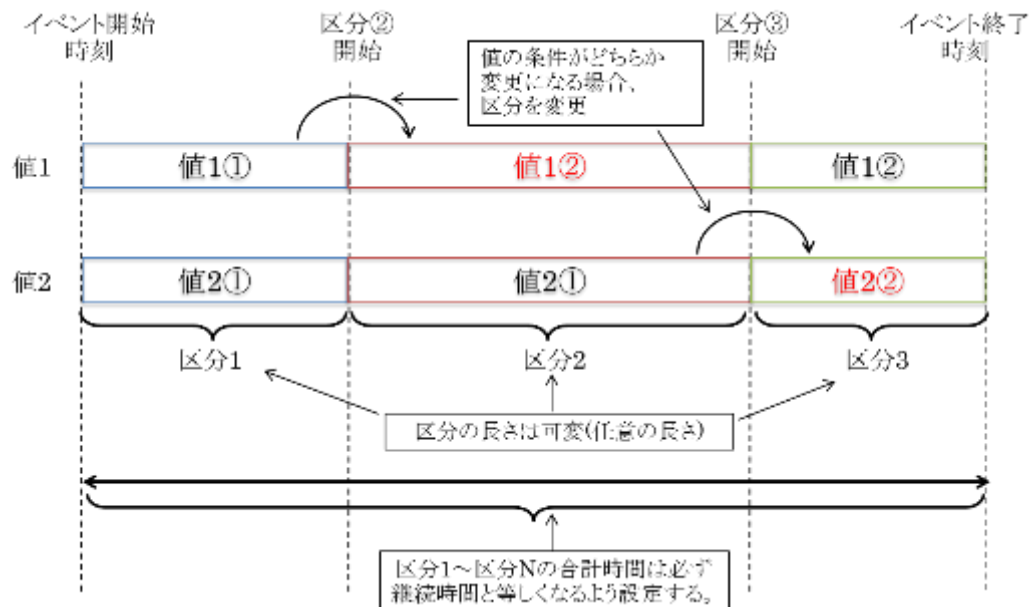 イベント開始
時刻
区分②
開始
区分③
開始
イベント終了
時刻
値の条件がどちらか
変更になる場合、
区分を変更
値1
値1①
値1②
値1②
値2
値2①
値2①
値2②
区分1
区分2
区分3
区分の長さは可変(任意の長さ)
区分1～区分Nの合計時間は必ず
継続時間と等しくなるよう設定する。